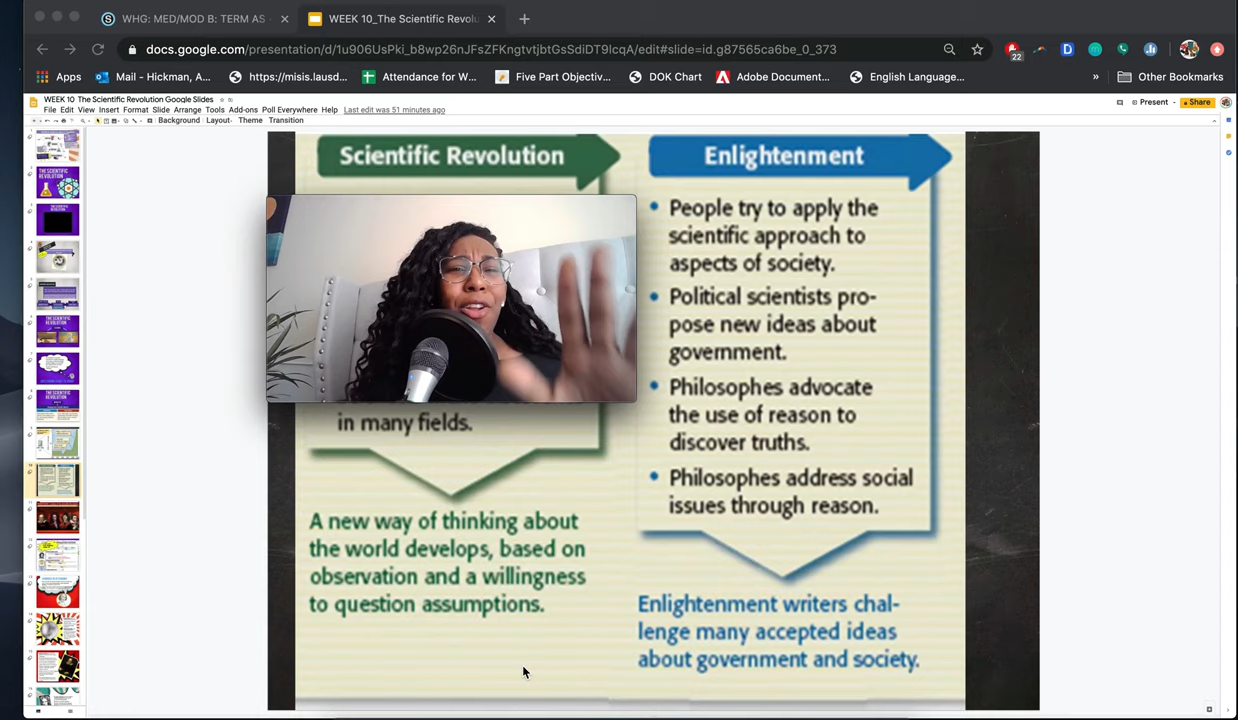 WHG: MED/MOD B: TERM AS
WEEK 10_The Scientific Revolu
docs.google.com/presentation/d/1u906UsPki_b8wp26nJFsZFKngtvtjbtGsSdiDT9lcqA/edit#slide=id.g87565ca6be_0_373
22
Apps
Mail - Hickman, A...
https://misis.lausd...
Attendance for W...
Five Part Objectiv...
DOK Chart
Adobe Document...
English Language...
»
Other Bookmarks
WEEK 10 The Scientific Revolution Google Slides
File Edit View Insert Format Slide Arrange Tools Add-ons Poll Everywhere Help Last edit was 51 minutes ago
Present
Share
Background Layout Theme Transition
Scientific Revolution
in many fields.
A new way of thinking about
the world develops, based on
observation and a willingness
to question assumptions.
Enlightenment
• People try to apply the
scientific approach to
aspects of society.
• Political scientists pro-
pose new ideas about
government.
• Philosophes advocate
the use of reason to
discover truths.
• Philosophes address social
issues through reason.
Enlightenment writers chal-
lenge many accepted ideas
about government and society.